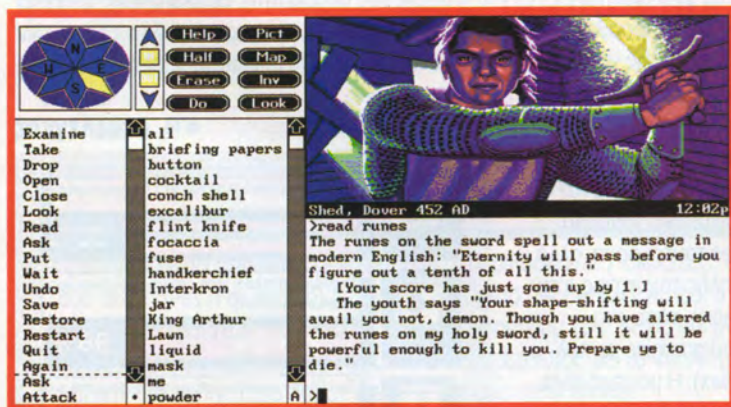 Help
Pict
Half
Map
Erase
Inv
Do
Look
N
W
E
S
Examine
Take
Drop
Open
Close
Look
Read
Ask
Put
Wait
Undo
Save
Restore
Restart
Quit
Again
Ask
Attack
all
briefing papers
button
cocktail
conch shell
excalibur
flint knife
focaccia
fuse
handkerchief
Interkron
jar
King Arthur
Lawn
liquid
mask
me
powder
A
Shed, Dover 452 AD
12:02p
>read runes
The runes on the sword spell out a message in
modern English: "Eternity will pass before you
figure out a tenth of all this."
[Your score has just gone up by 1.]
The youth says "Your shape-shifting will
avail you not, demon. Though you have altered
the runes on my holy sword, still it will be
powerful enough to kill you. Prepare ye to
die."
>